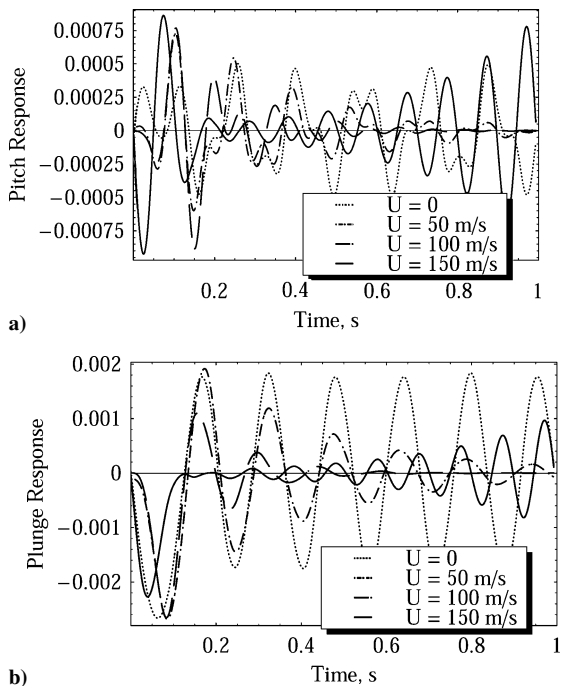 0.00075
0.0005
0.00025
0
−0.00025
−0.0005
−0.00075
Pitch Response
U = 0
U = 50 m/s
U = 100 m/s
U = 150 m/s
0.2 0.4 0.6 0.8 1
Time, s
a)
0.002
0.001
0
−0.001
−0.002
Plunge Response
U = 0
U = 50 m/s
U = 100 m/s
U = 150 m/s
0.2 0.4 0.6 0.8 1
Time, s
b)